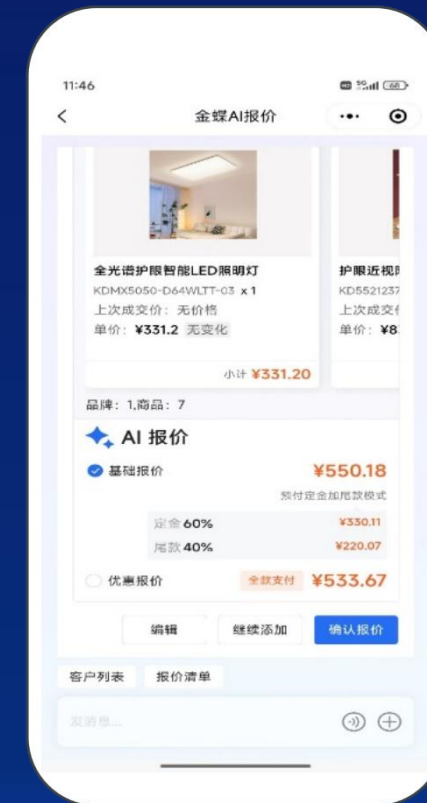 11:46
5G 68
金蝶AI报价
全光谱护眼智能LED照明灯
KDMX5050-D64WLTT-03 x 1
上次成交价: 无价格
单价: ¥331.2 无变化
小计 ¥331.20
护眼近视
KD5521237
上次成交
单价: ¥8
品牌: 1,商品: 7
AI 报价
基础报价 ¥550.18
预付定金加尾款模式
定金 60% ¥330.11
尾款 40% ¥220.07
优惠报价 全款支付 ¥533.67
编辑 继续添加 确认报价
客户列表 报价清单
发消息...